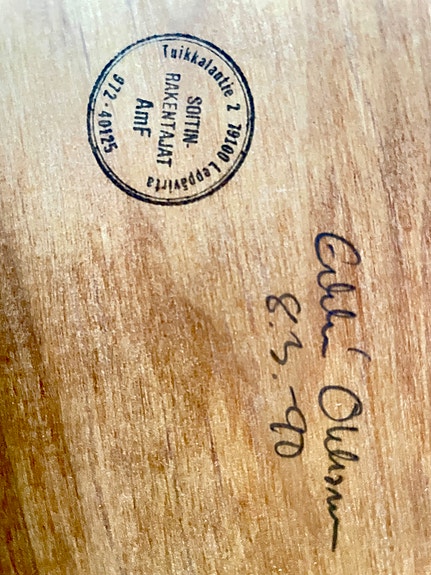 Tuikkalantie 2 79100 Leppävirta
SOITIN-
RAKENTAJAT
AmF
972-40125
8.3.-90